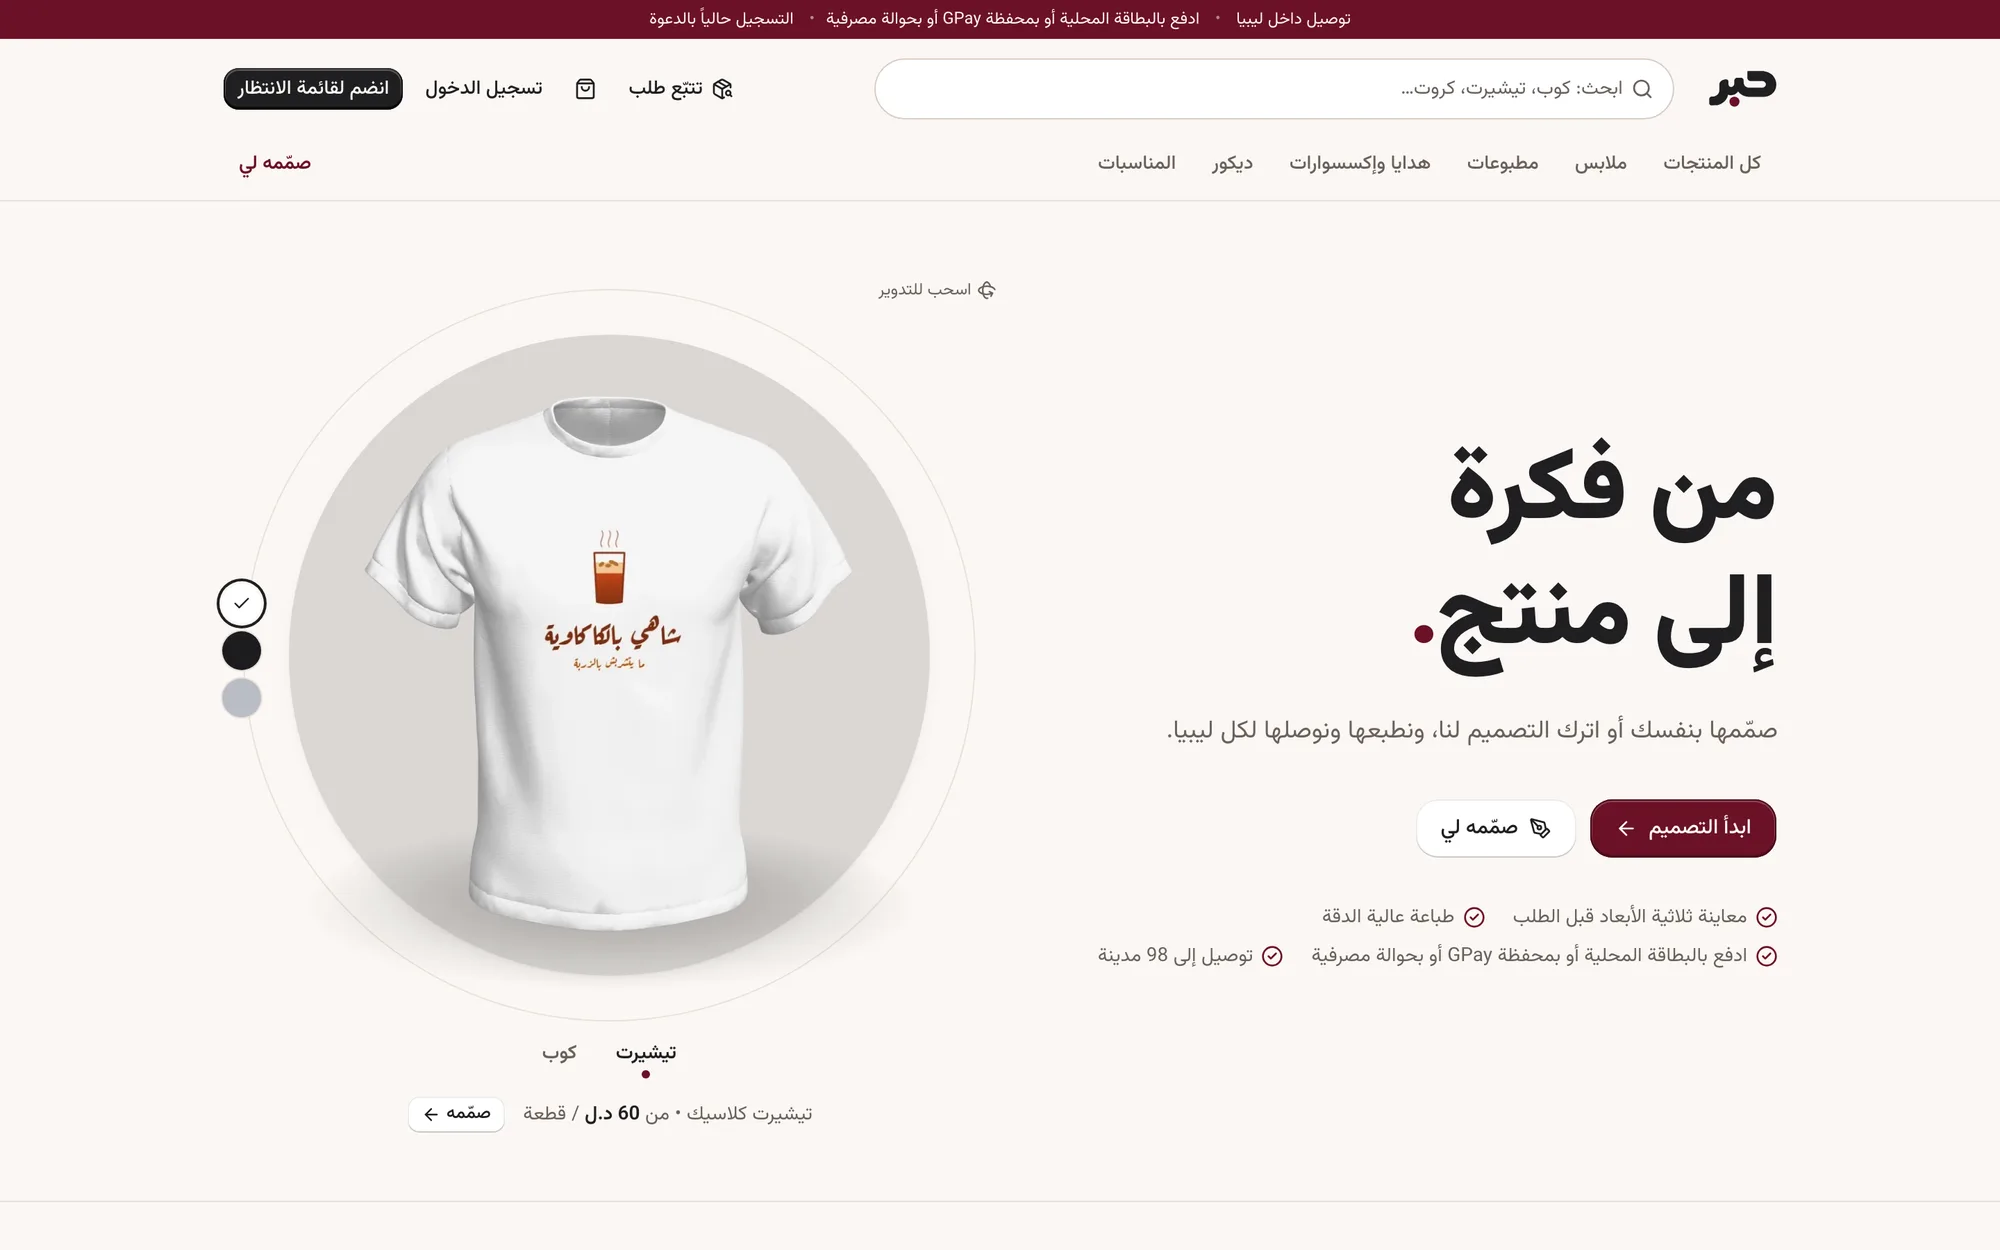 توصيل داخل ليبيا • ادفع بالبطاقة المحلية أو بمحفظة GPay أو بحوالة مصرفية • التسجيل حالياً بالدعوة
حبر
ابحث: كوب، تيشيرت، كروت...
تتبّع طلب
تسجيل الدخول
انضم لقائمة الانتظار
كل المنتجات
ملابس
مطبوعات
هدايا وإكسسوارات
ديكور
المناسبات
صمّمه لي
من فكرة
إلى منتج.
صمّمها بنفسك أو اترك التصميم لنا، ونطبعها ونوصلها لكل ليبيا.
ابدأ التصميم
صمّمه لي
معاينة ثلاثية الأبعاد قبل الطلب
طباعة عالية الدقة
ادفع بالبطاقة المحلية أو بمحفظة GPay أو بحوالة مصرفية
توصيل إلى 98 مدينة
اسحب للتدوير
شاهي بالكاكاوية
ما يتشربش بالزربة
تيشيرت
كوب
تيشيرت كلاسيك • من 60 د.ل / قطعة
صمّمه